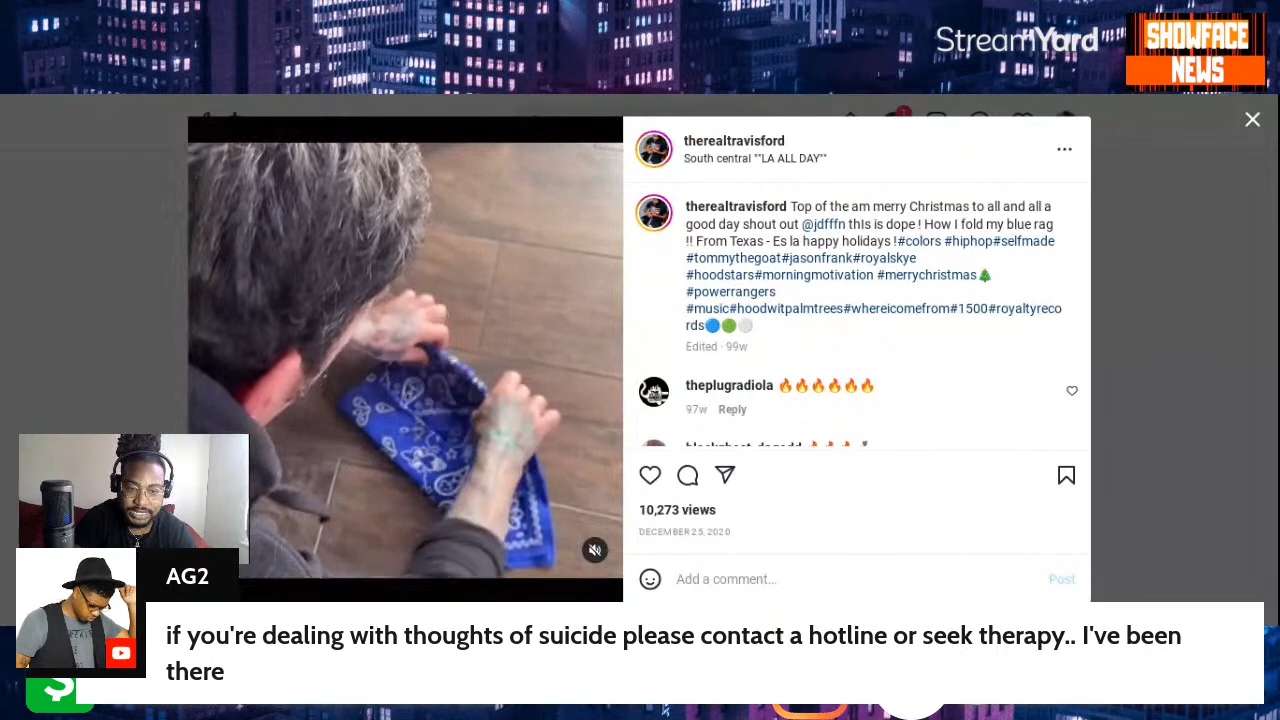 StreamYard
SHOWFACE
NEWS
therealtravisford
South central ""LA ALL DAY""
therealtravisford Top of the am merry Christmas to all and all a
good day shout out @jdfffn thIs is dope ! How I fold my blue rag
!! From Texas - Es la happy holidays !#colors #hiphop#selfmade
#tommythegoat#jasonfrank#royalskye
#hoodstars#morningmotivation #merrychristmas🎄
#powerrangers
#music#hoodwitpalmtrees#whereicomefrom#1500#royaltyreco
rds🔵🟢⚪
Edited · 99w
theplugradiola 🔥🔥🔥🔥🔥🔥
97w Reply
10,273 views
DECEMBER 25, 2020
Add a comment...
Post
AG2
if you're dealing with thoughts of suicide please contact a hotline or seek therapy.. I've been
there